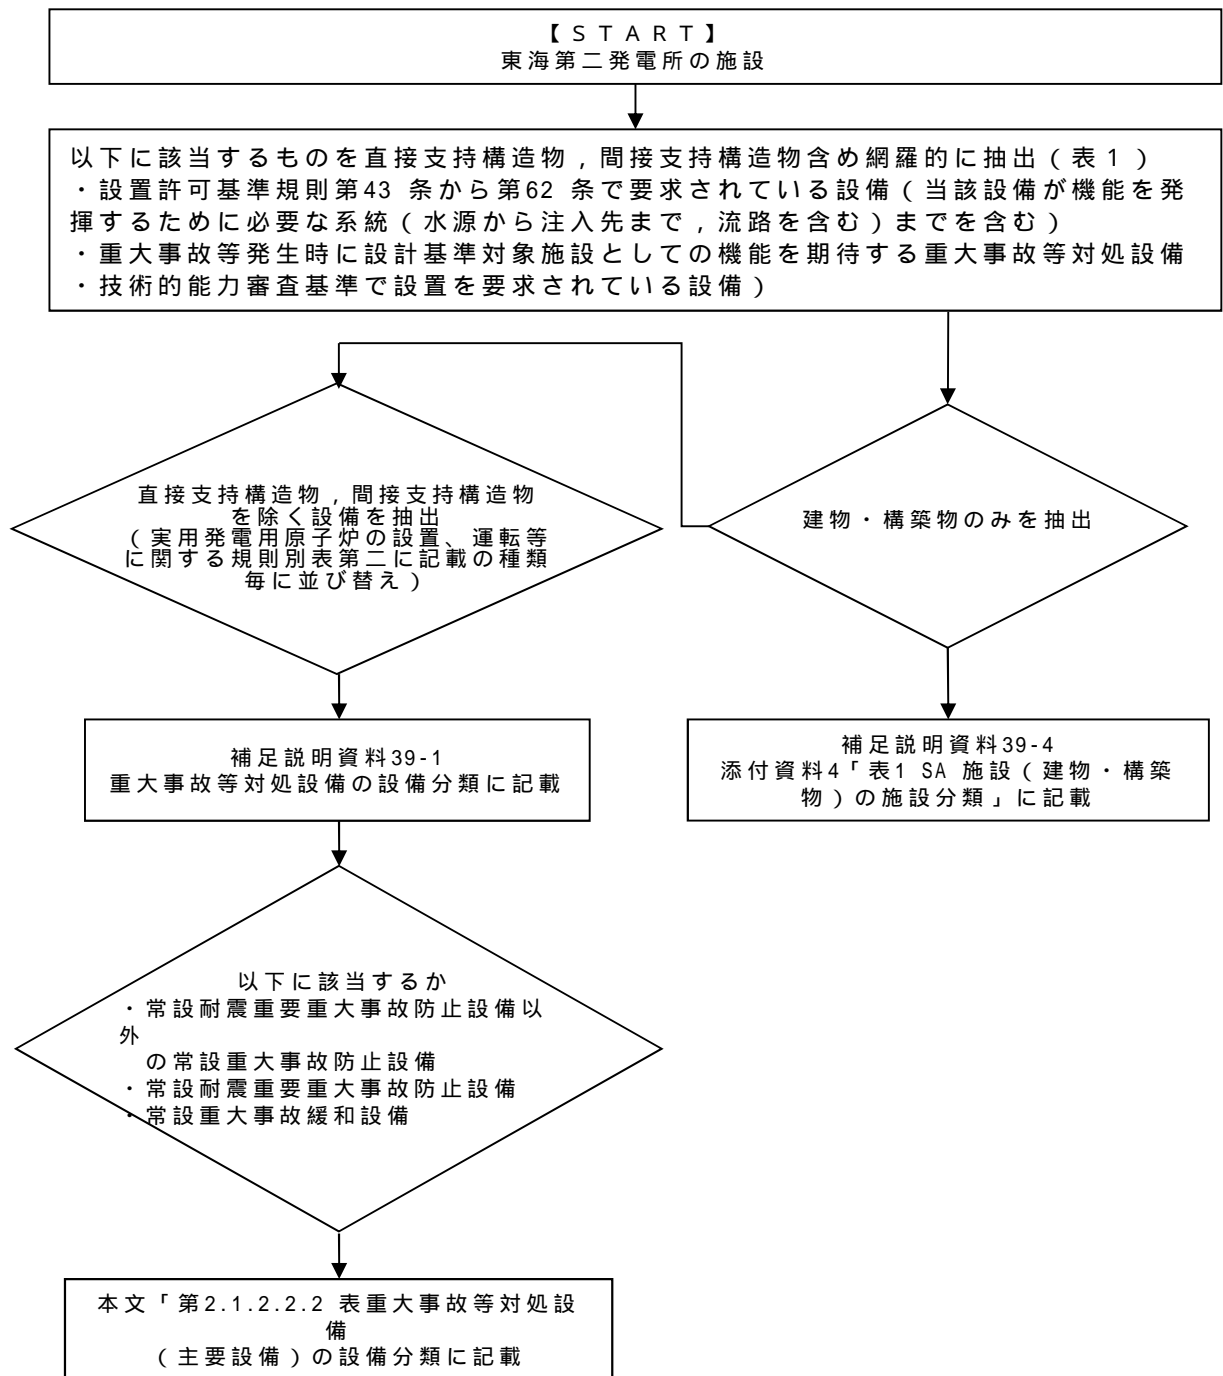 【START】
東海第二発電所の施設
以下に該当するものを直接支持構造物,間接支持構造物含め網羅的に抽出(表1)
・設置許可基準規則第43 条から第62 条で要求されている設備(当該設備が機能を発
揮するために必要な系統(水源から注入先まで,流路を含む)までを含む)
・重大事故等発生時に設計基準対象施設としての機能を期待する重大事故等対処設備
・技術的能力審査基準で設置を要求されている設備)
直接支持構造物,間接支持構造物
を除く設備を抽出
(実用発電用原子炉の設置、運転等
に関する規則別表第二に記載の種類
毎に並び替え)
建物・構築物のみを抽出
補足説明資料39-1
重大事故等対処設備の設備分類に記載
補足説明資料39-4
添付資料4「表1 SA 施設(建物・構築
物)の施設分類」に記載
以下に該当するか
・常設耐震重要重大事故防止設備以
外
の常設重大事故防止設備
・常設耐震重要重大事故防止設備
・常設重大事故緩和設備
本文「第2.1.2.2.2 表重大事故等対処設
備
(主要設備)の設備分類に記載